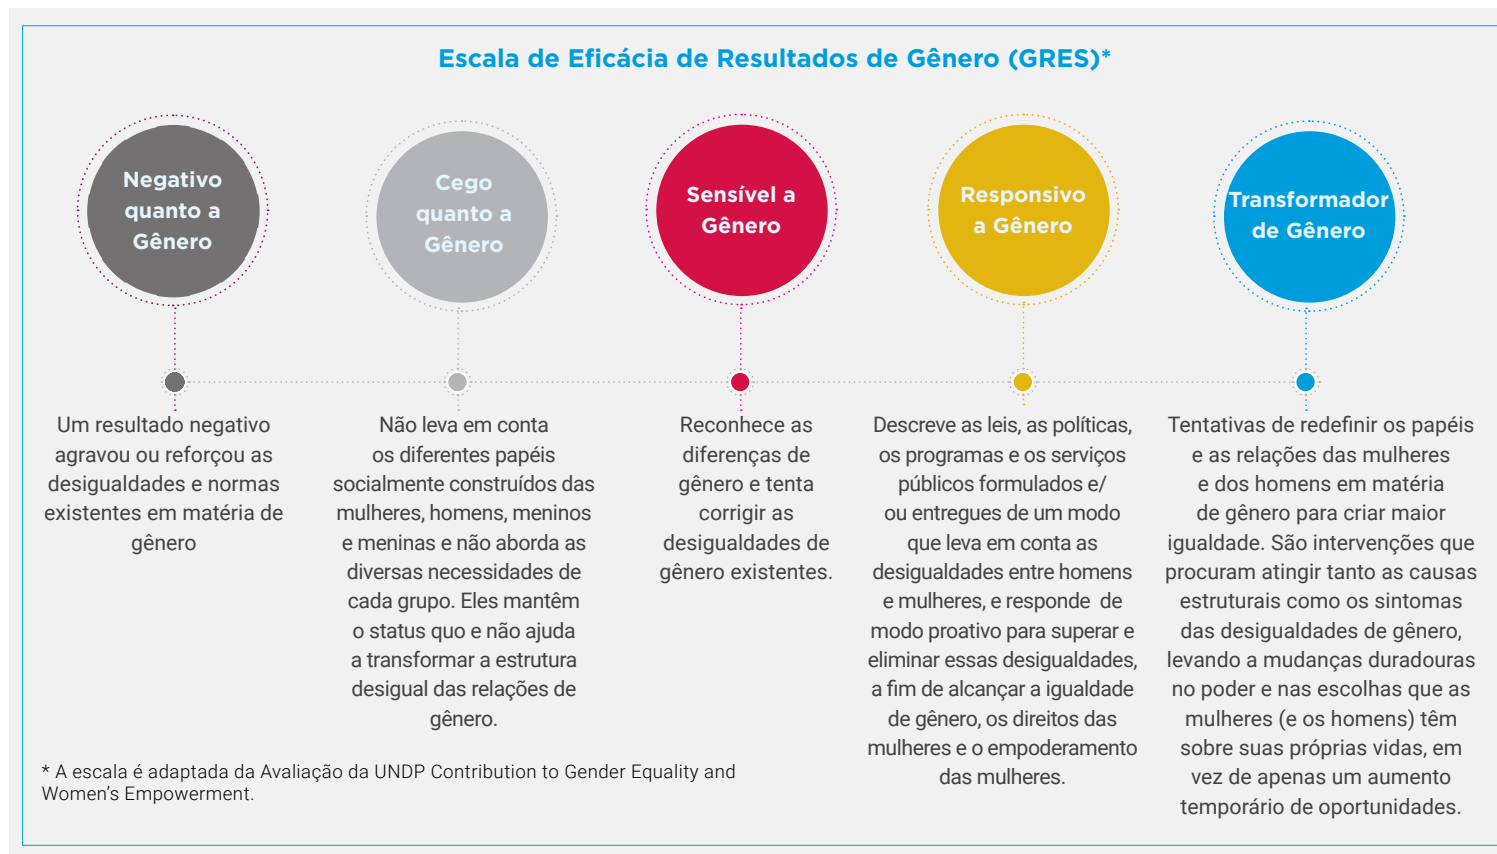 Escala de Eficácia de Resultados de Gênero (GRES)*
Negativo
quanto a
Gênero
Cego
quanto a
Gênero
Sensível a
Gênero
Responsivo
a Gênero
Transformador
de Gênero
Um resultado negativo
agravou ou reforçou as
desigualdades e normas
existentes em matéria de
gênero
Não leva em conta
os diferentes papéis
socialmente construídos das
mulheres, homens, meninos
e meninas e não aborda as
diversas necessidades de
cada grupo. Eles mantêm
o status quo e não ajuda
a transformar a estrutura
desigual das relações de
gênero.
Reconhece as
diferenças de
gênero e tenta
corrigir as
desigualdades de
gênero existentes.
Descreve as leis, as políticas,
os programas e os serviços
públicos formulados e/
ou entregues de um modo
que leva em conta as
desigualdades entre homens
e mulheres, e responde de
modo proativo para superar e
eliminar essas desigualdades,
a fim de alcançar a igualdade
de gênero, os direitos das
mulheres e o empoderamento
das mulheres.
Tentativas de redefinir os papéis
e as relações das mulheres
e dos homens em matéria
de gênero para criar maior
igualdade. São intervenções que
procuram atingir tanto as causas
estruturais como os sintomas
das desigualdades de gênero,
levando a mudanças duradouras
no poder e nas escolhas que as
mulheres (e os homens) têm
sobre suas próprias vidas, em
vez de apenas um aumento
temporário de oportunidades.
* A escala é adaptada da Avaliação da UNDP Contribution to Gender Equality and
Women’s Empowerment.